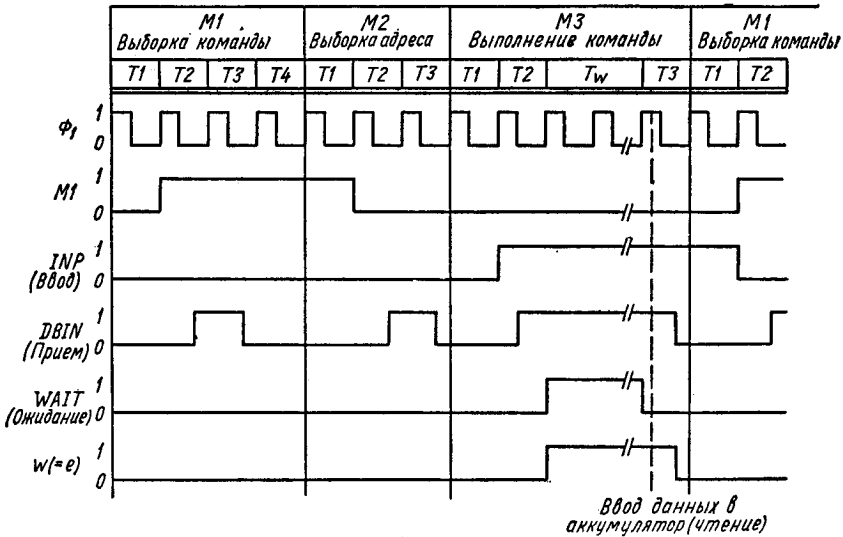 M1 M2 M3 M1
Выборка команды Выборка адреса Выполнение команды Выборка команды
T1 T2 T3 T4 T1 T2 T3 T1 T2 Tw T3 T1 T2
Φ1 1
0
M1 1
0
INP 1
(Ввод) 0
DBIN 1
(Прием) 0
WAIT 1
(Ожидание) 0
W(=e) 1
0
Ввод данных в
аккумулятор (чтение)